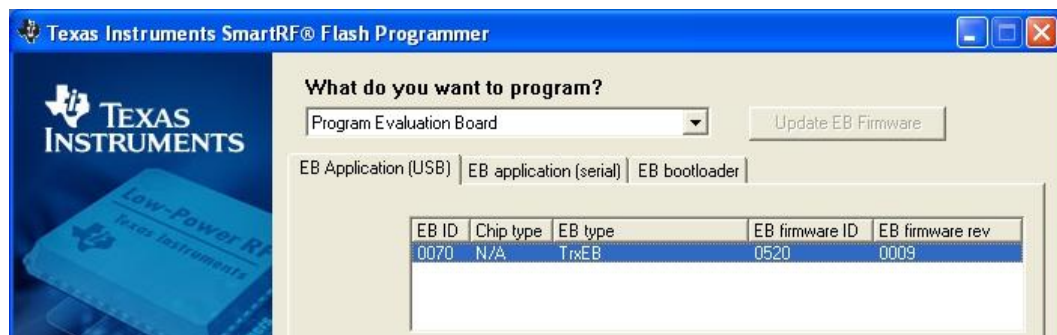 Texas Instruments SmartRF® Flash Programmer
TEXAS
INSTRUMENTS
Low-Power RF
Texas Instruments
What do you want to program?
Program Evaluation Board
Update EB Firmware
EB Application (USB) EB application (serial) EB bootloader
EB ID Chip type EB type EB firmware ID EB firmware rev
0070 N/A TrxEB 0520 0009